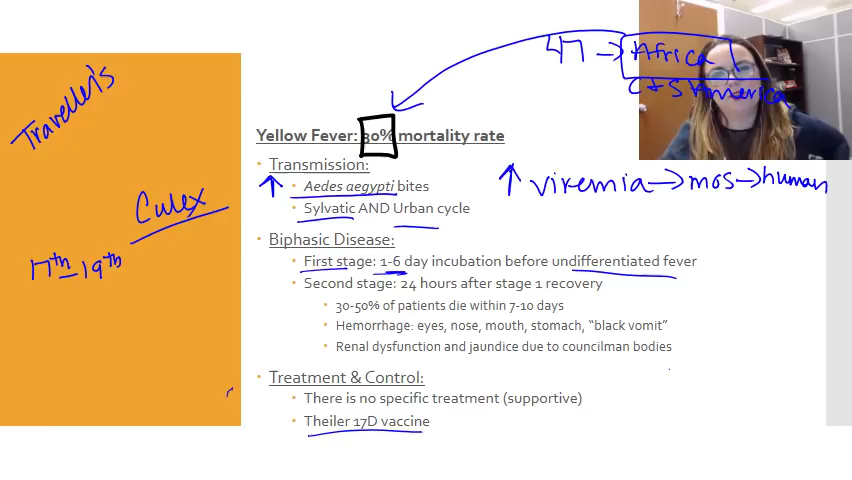 47 → Africa
C + S America
Traveller's
Yellow Fever: 30% mortality rate
• Transmission:
• Aedes aegypti bites
• Sylvatic AND Urban cycle
↑ viremia → mos → human
Culex
17th - 19th
• Biphasic Disease:
• First stage: 1-6 day incubation before undifferentiated fever
• Second stage: 24 hours after stage 1 recovery
• 30-50% of patients die within 7-10 days
• Hemorrhage: eyes, nose, mouth, stomach, “black vomit”
• Renal dysfunction and jaundice due to councilman bodies
• Treatment & Control:
• There is no specific treatment (supportive)
• Theiler 17D vaccine